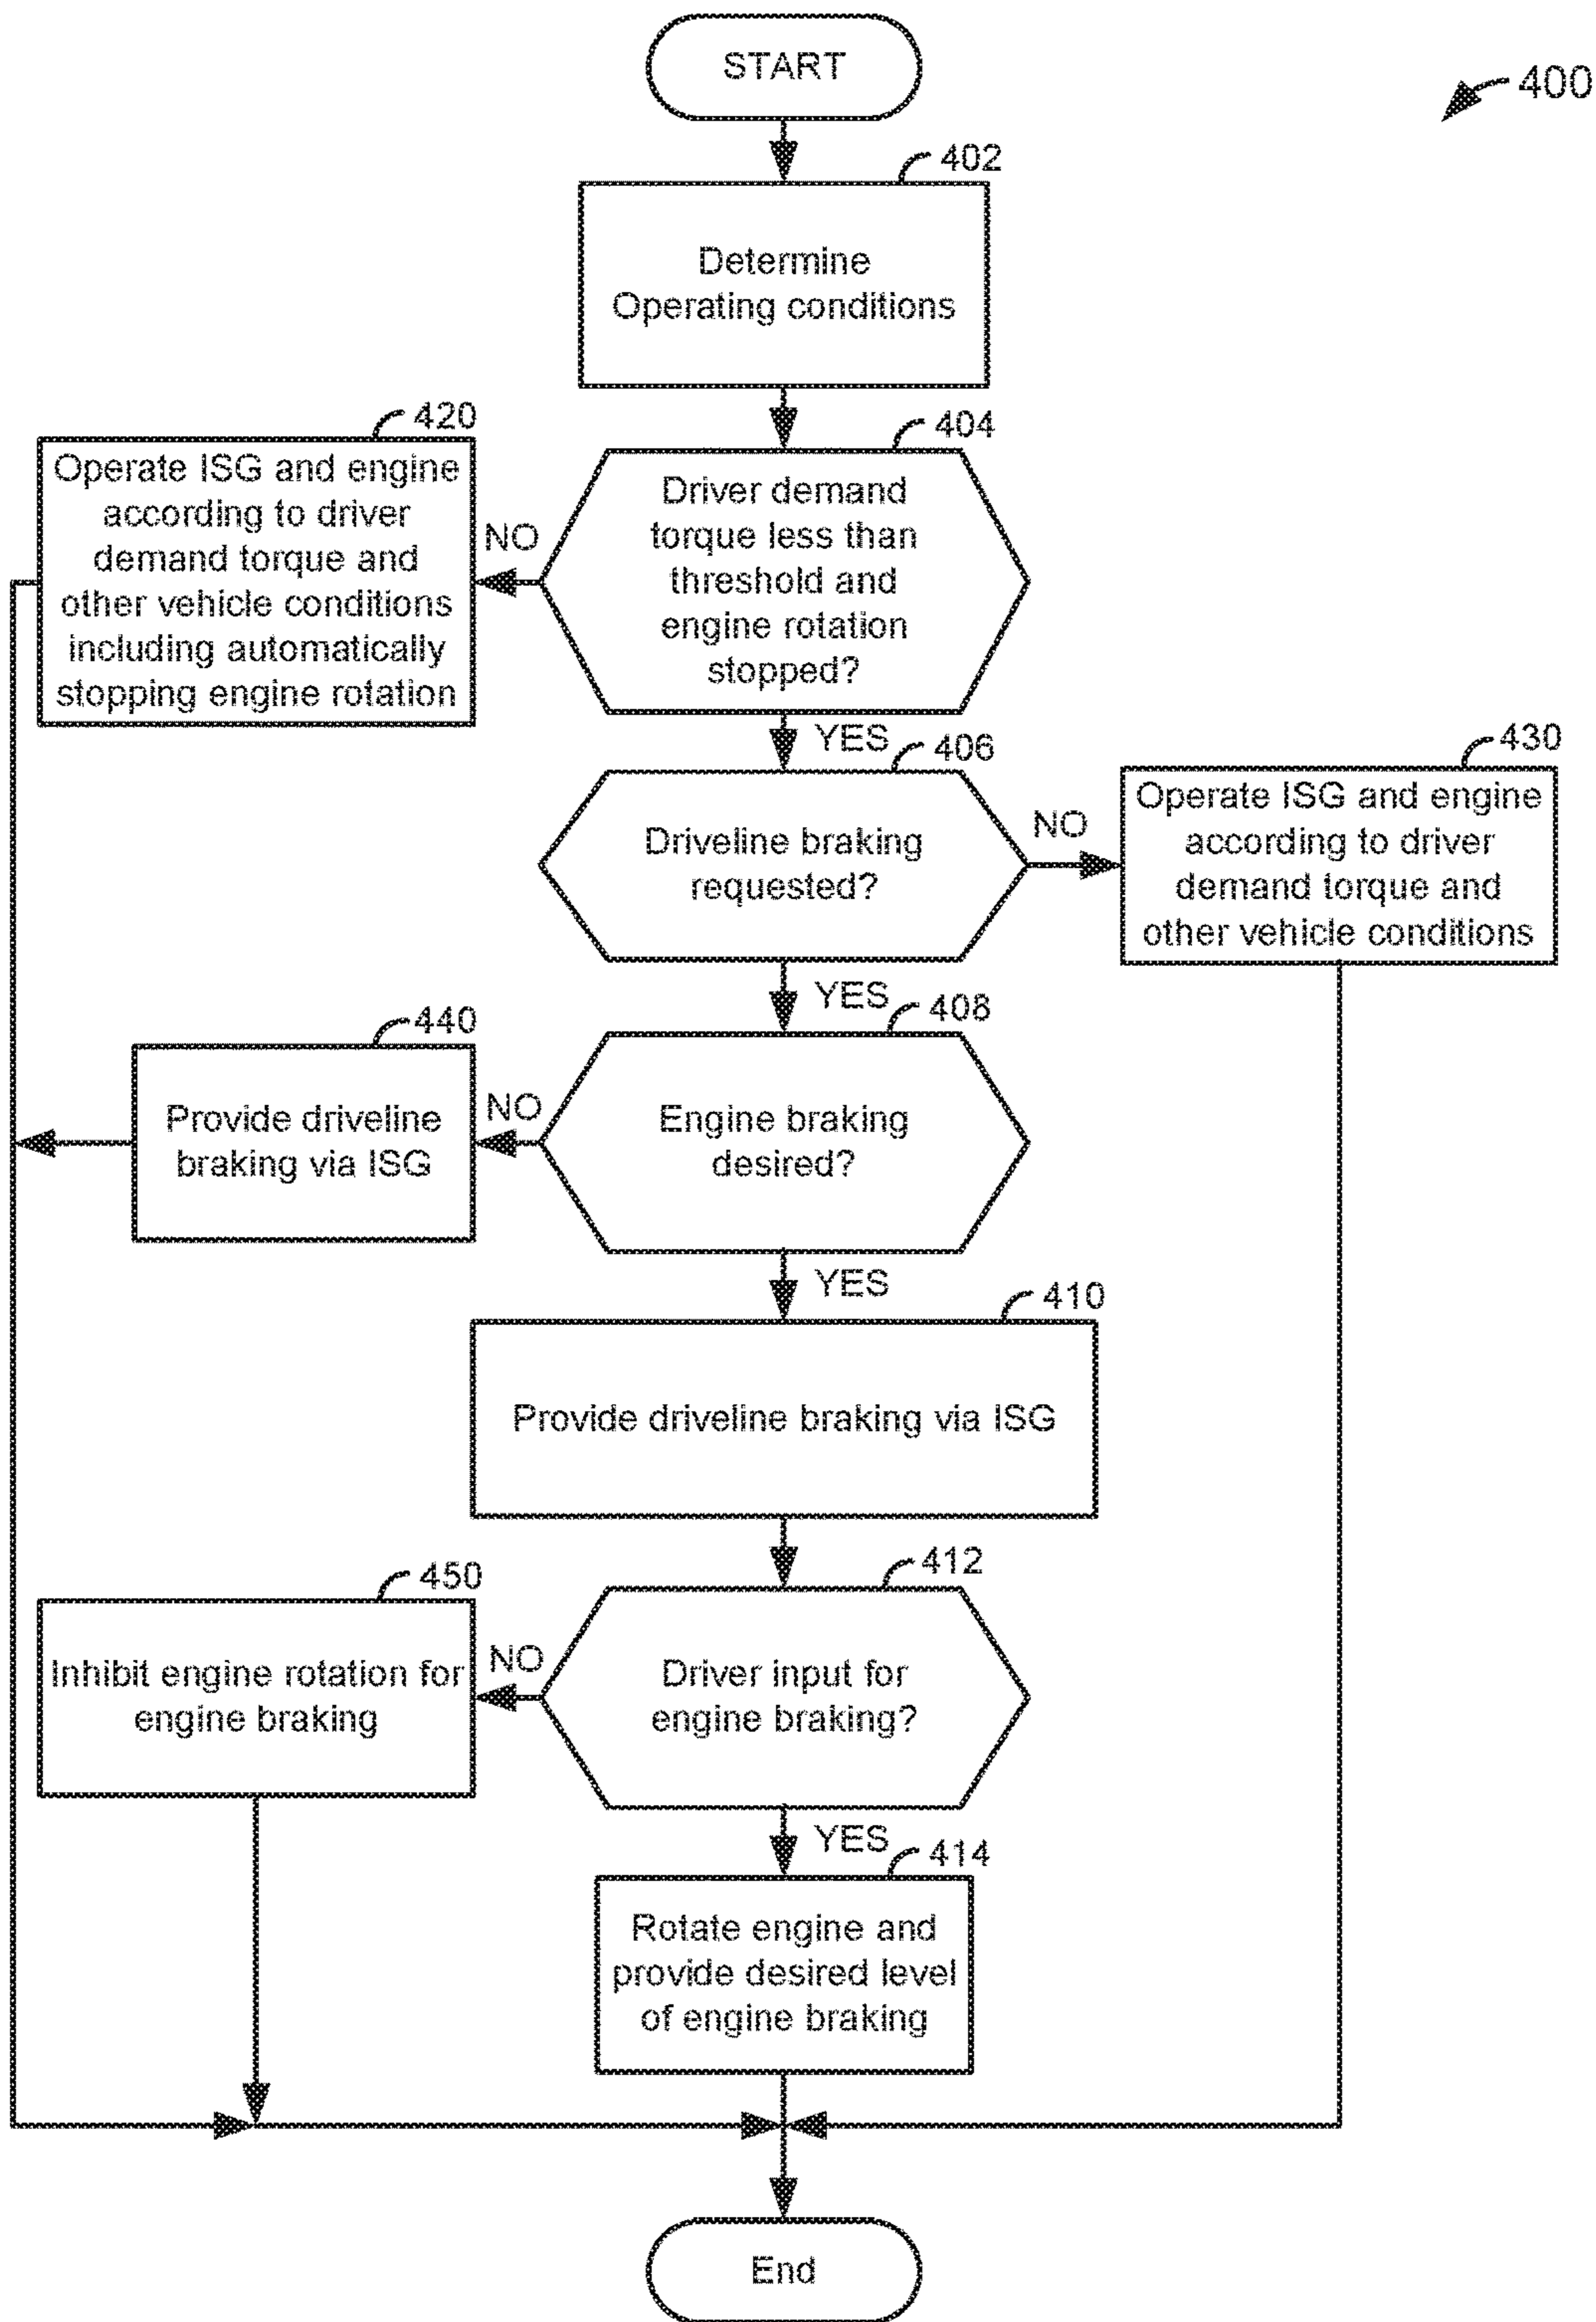 START
400
402
Determine
Operating conditions
420
Operate ISG and engine
according to driver
demand torque and
other vehicle conditions
including automatically
stopping engine rotation
NO
404
Driver demand
torque less than
threshold and
engine rotation
stopped?
YES
406
Driveline braking
requested?
NO
430
Operate ISG and engine
according to driver
demand torque and
other vehicle conditions
YES
408
Engine braking
desired?
NO
440
Provide driveline
braking via ISG
YES
410
Provide driveline braking via ISG
412
Driver input for
engine braking?
NO
450
Inhibit engine rotation for
engine braking
YES
414
Rotate engine and
provide desired level
of engine braking
End